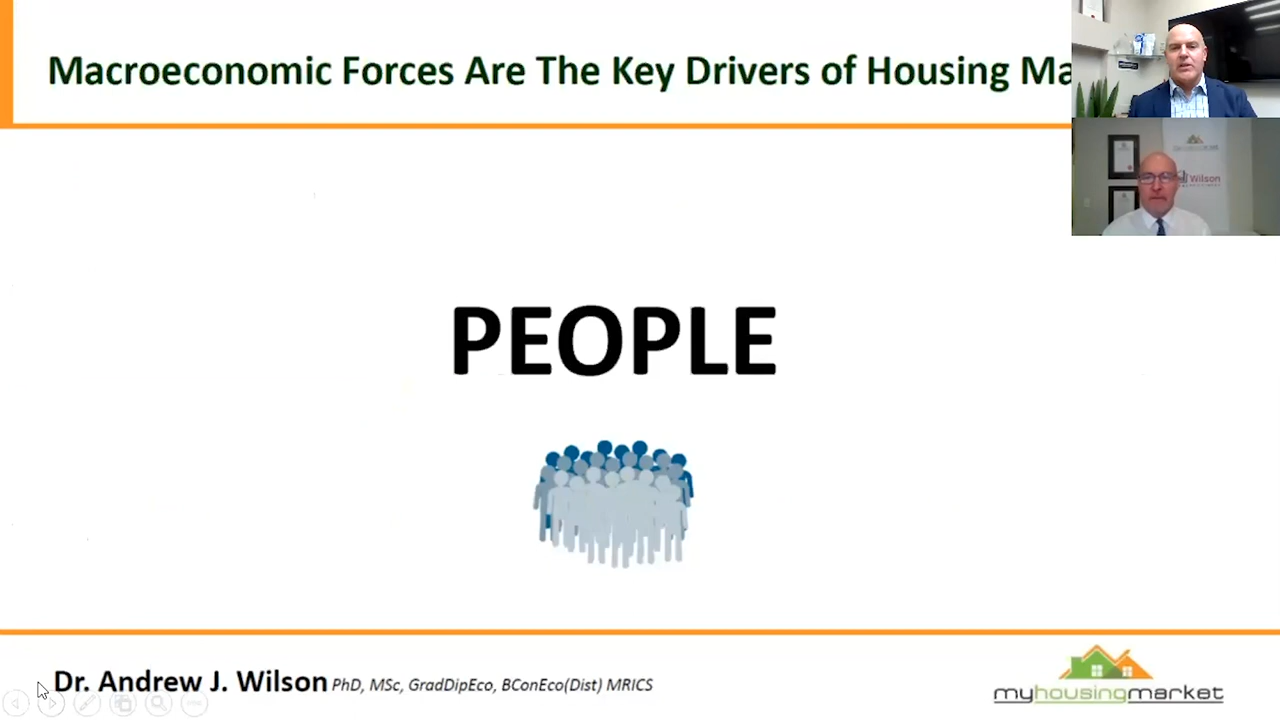 Macroeconomic Forces Are The Key Drivers of Housing Ma
Wilson
PEOPLE
Dr. Andrew J. Wilson PhD, MSc, GradDipEco, BConEco(Dist) MRICS
myhousingmarket